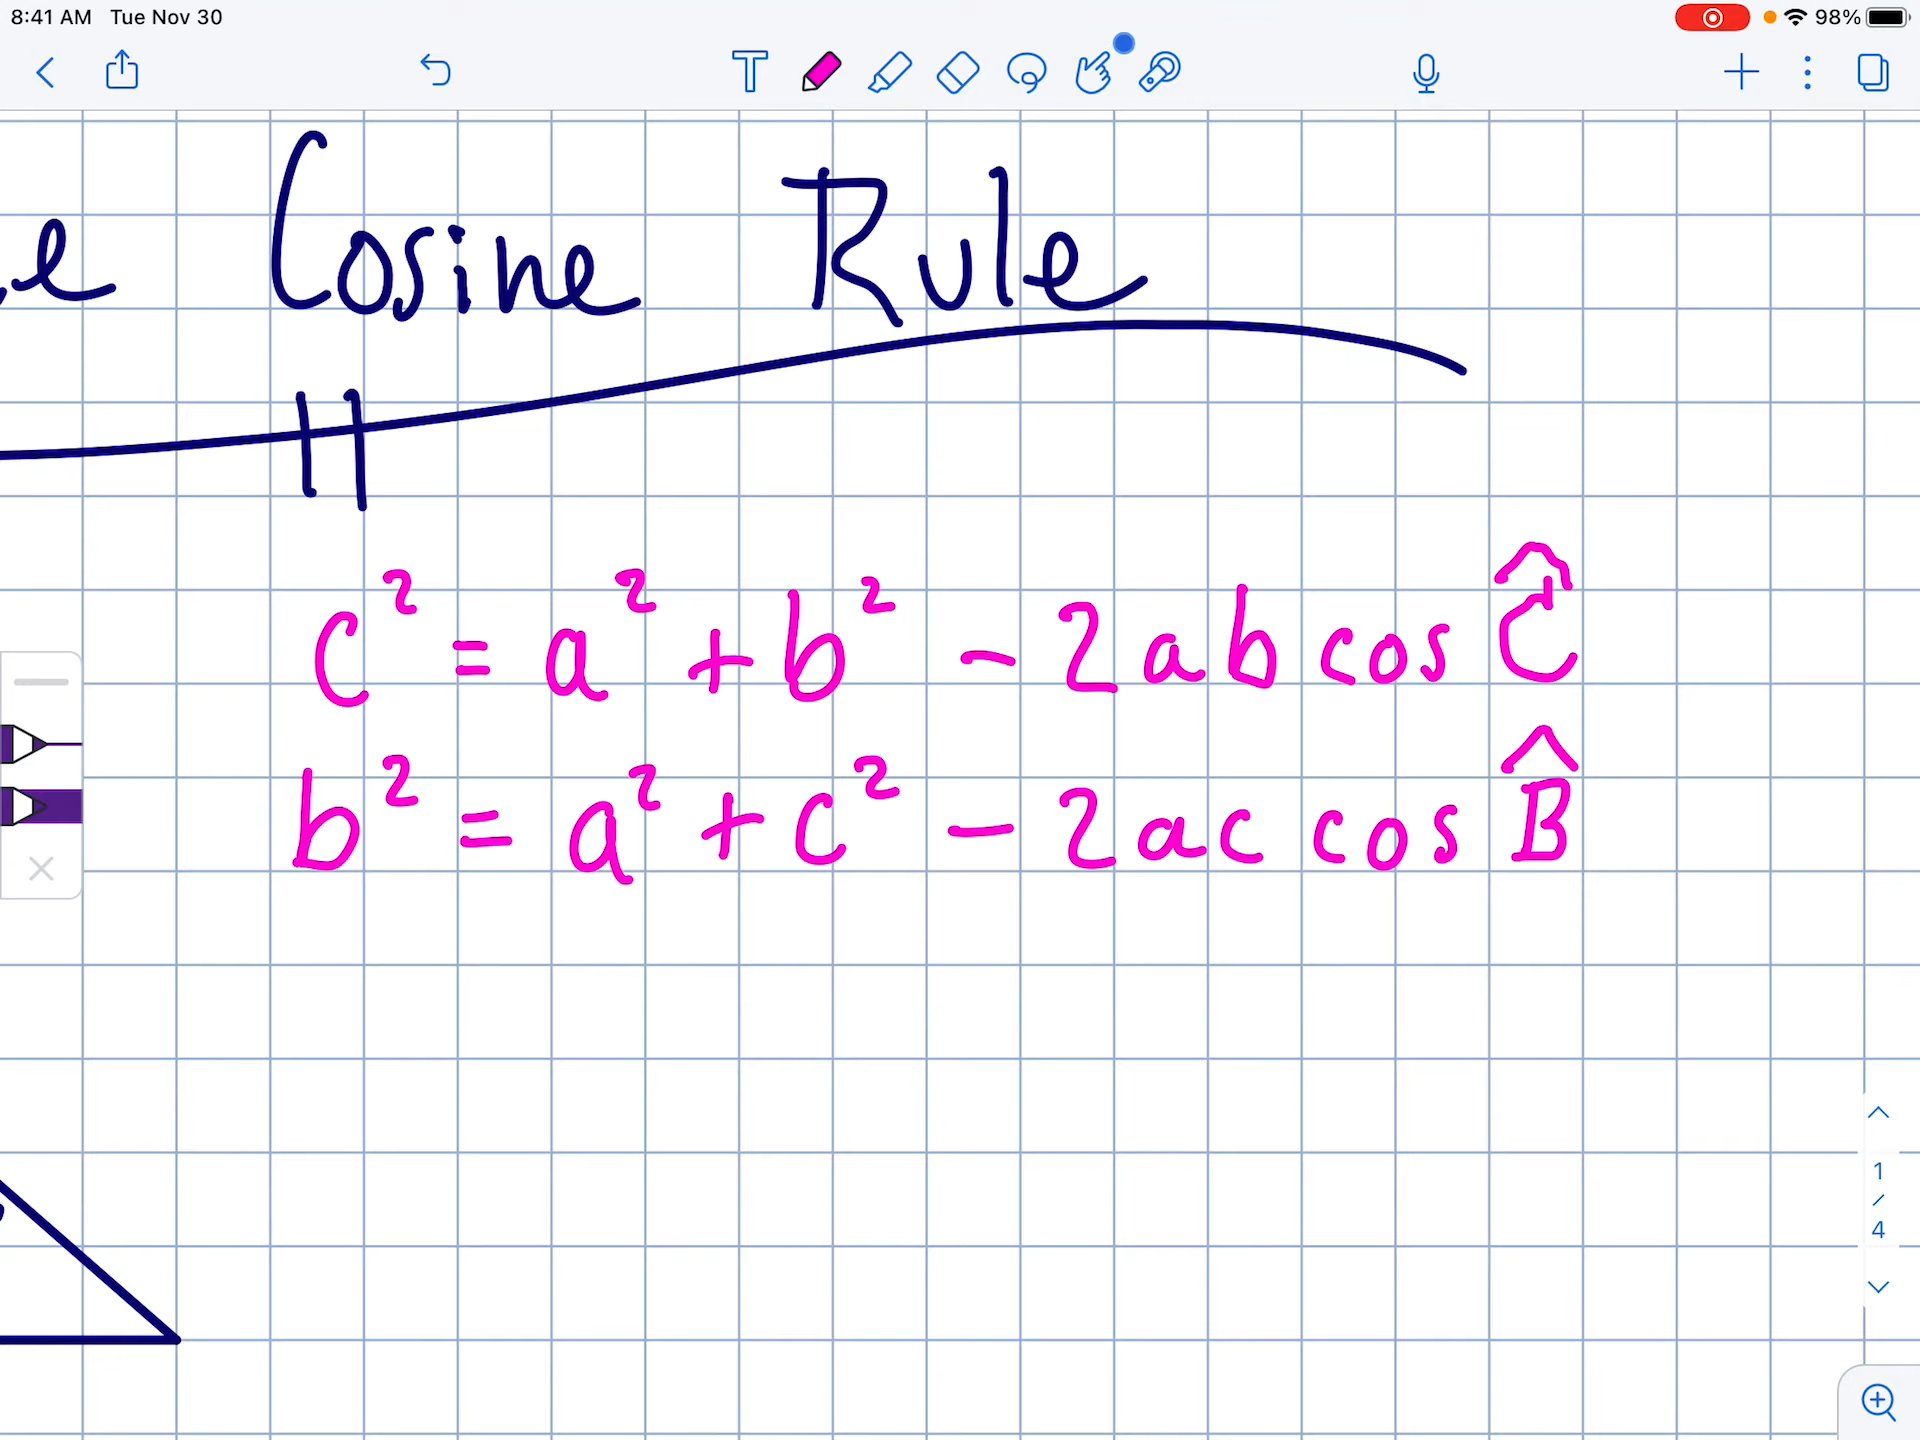 8:41 AM Tue Nov 30 98%
T
Cosine Rule
c² = a² + b² - 2ab cos Ĉ
b² = a² + c² - 2ac cos B̂
1
/
4